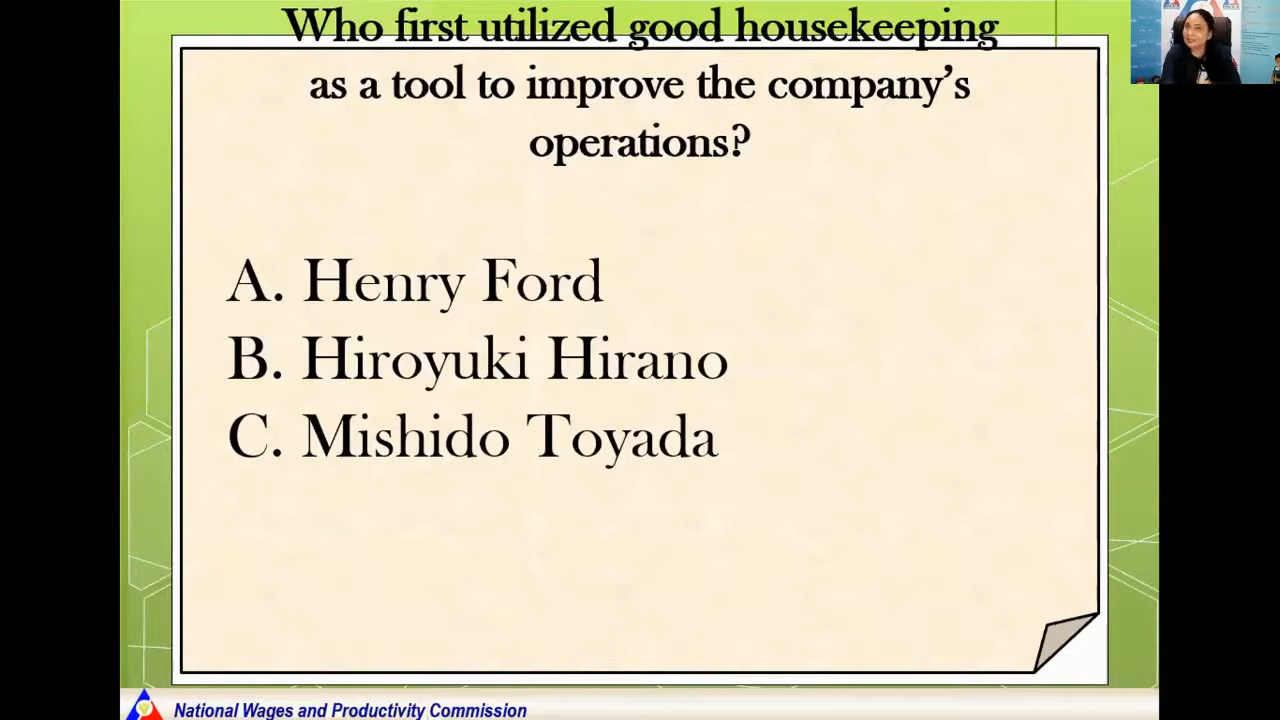 Who first utilized good housekeeping
as a tool to improve the company's
operations?
A. Henry Ford
B. Hiroyuki Hirano
C. Mishido Toyada
National Wages and Productivity Commission